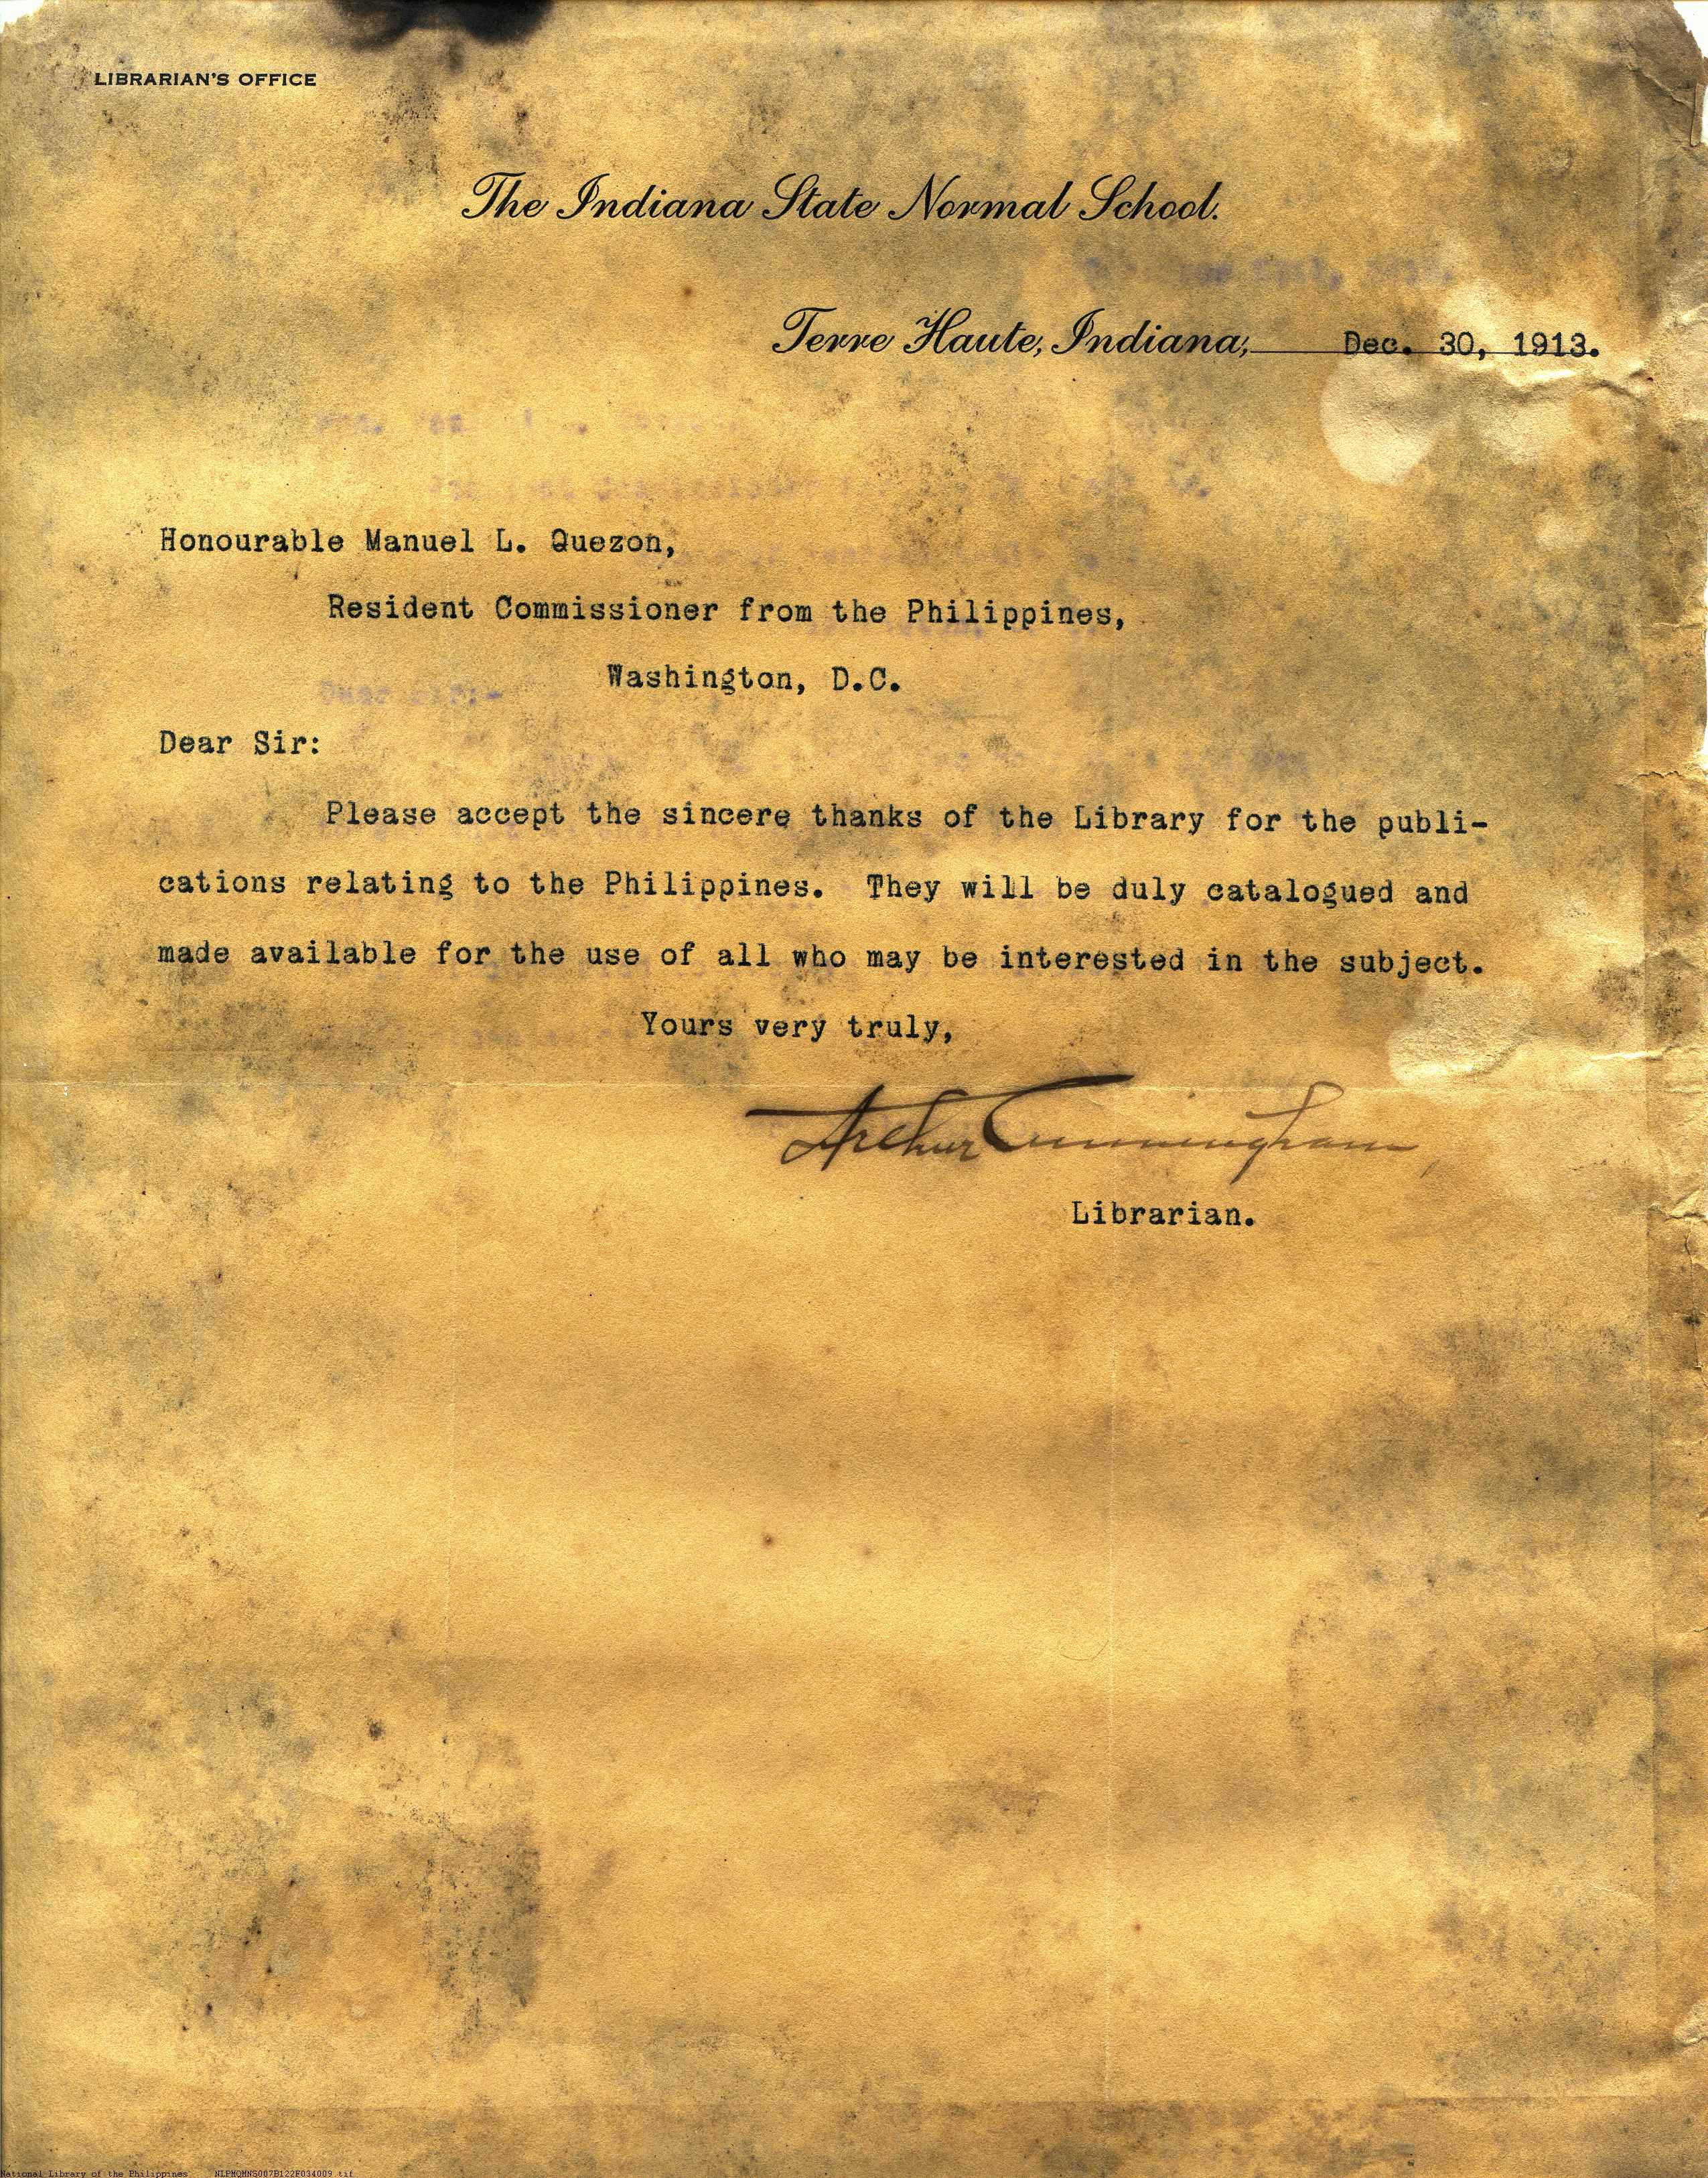 LIBRARIAN'S OFFICE
The Indiana State Normal School.
Terre Haute, Indiana, Dec. 30, 1913.
Honourable Manuel L. Quezon,
Resident Commissioner from the Philippines,
Washington, D.C.
Dear Sir:
Please accept the sincere thanks of the Library for the publi-
cations relating to the Philippines. They will be duly catalogued and
made available for the use of all who may be interested in the subject.
Yours very truly,
Arthur Cunningham
Librarian.
National Library of the Philippines NLPMQMNS007B122F034009.tif